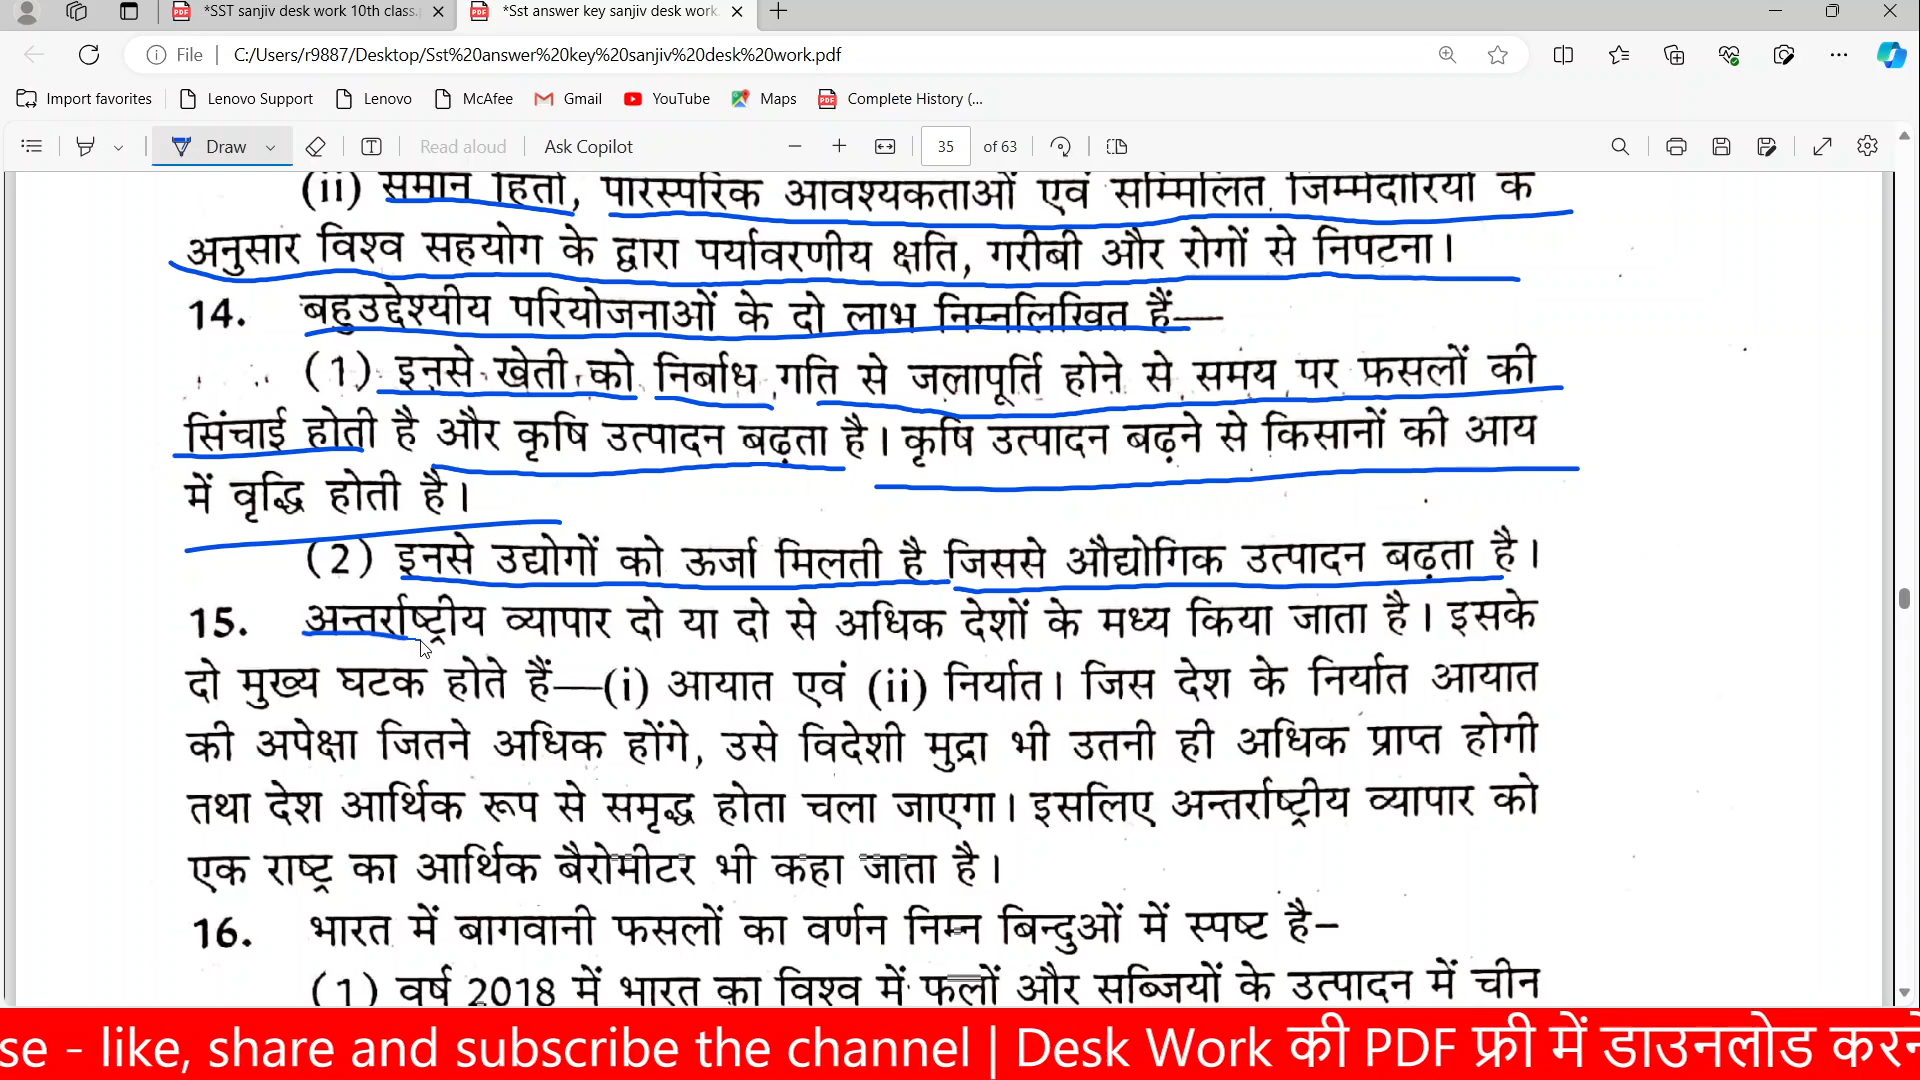 *SST sanjiv desk work 10th class.
*Sst answer key sanjiv desk work.
File | C:/Users/r9887/Desktop/Sst%20answer%20key%20sanjiv%20desk%20work.pdf
Import favorites Lenovo Support Lenovo McAfee Gmail YouTube Maps Complete History (...
Draw Read aloud Ask Copilot 35 of 63
(ii) समान हितों, पारस्परिक आवश्यकताओं एवं सम्मिलित जिम्मेदारियों के
अनुसार विश्व सहयोग के द्वारा पर्यावरणीय क्षति, गरीबी और रोगों से निपटना।
14. बहुउद्देश्यीय परियोजनाओं के दो लाभ निम्नलिखित हैं—
(1) इनसे खेती को निर्बाध गति से जलापूर्ति होने से समय पर फसलों की
सिंचाई होती है और कृषि उत्पादन बढ़ता है। कृषि उत्पादन बढ़ने से किसानों की आय
में वृद्धि होती है।
(2) इनसे उद्योगों को ऊर्जा मिलती है जिससे औद्योगिक उत्पादन बढ़ता है।
15. अन्तर्राष्ट्रीय व्यापार दो या दो से अधिक देशों के मध्य किया जाता है। इसके
दो मुख्य घटक होते हैं—(i) आयात एवं (ii) निर्यात। जिस देश के निर्यात आयात
की अपेक्षा जितने अधिक होंगे, उसे विदेशी मुद्रा भी उतनी ही अधिक प्राप्त होगी
तथा देश आर्थिक रूप से समृद्ध होता चला जाएगा। इसलिए अन्तर्राष्ट्रीय व्यापार को
एक राष्ट्र का आर्थिक बैरोमीटर भी कहा जाता है।
16. भारत में बागवानी फसलों का वर्णन निम्न बिन्दुओं में स्पष्ट है–
(1) वर्ष 2018 में भारत का विश्व में फलों और सब्जियों के उत्पादन में चीन
se - like, share and subscribe the channel | Desk Work की PDF फ्री में डाउनलोड करने